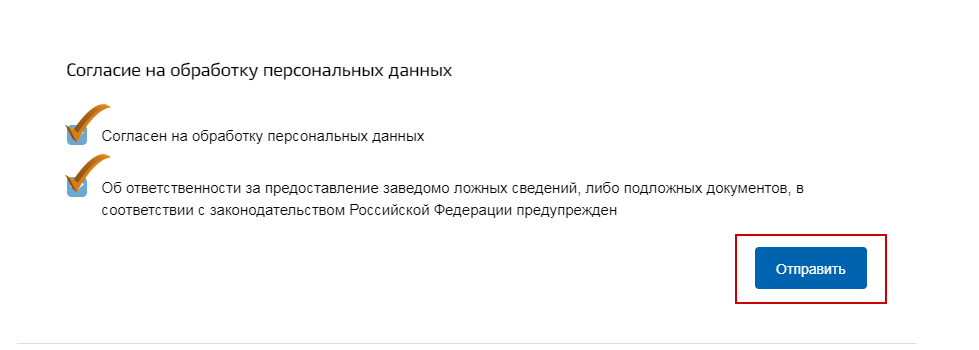 Согласие на обработку персональных данных
Согласен на обработку персональных данных
Об ответственности за предоставление заведомо ложных сведений, либо подложных документов, в
соответствии с законодательством Российской Федерации предупрежден
Отправить